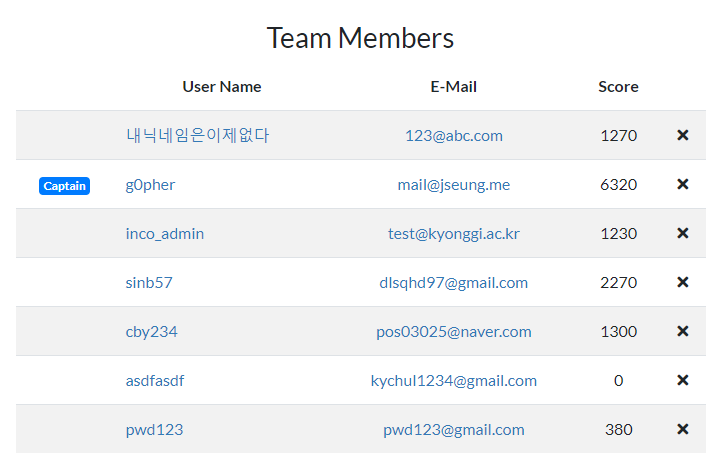 Team Members
User Name E-Mail Score
내닉네임은이제없다 123@abc.com 1270
Captain g0pher mail@jseung.me 6320
inco_admin test@kyonggi.ac.kr 1230
sinb57 dlsqhd97@gmail.com 2270
cby234 pos03025@naver.com 1300
asdfasdf kychul1234@gmail.com 0
pwd123 pwd123@gmail.com 380